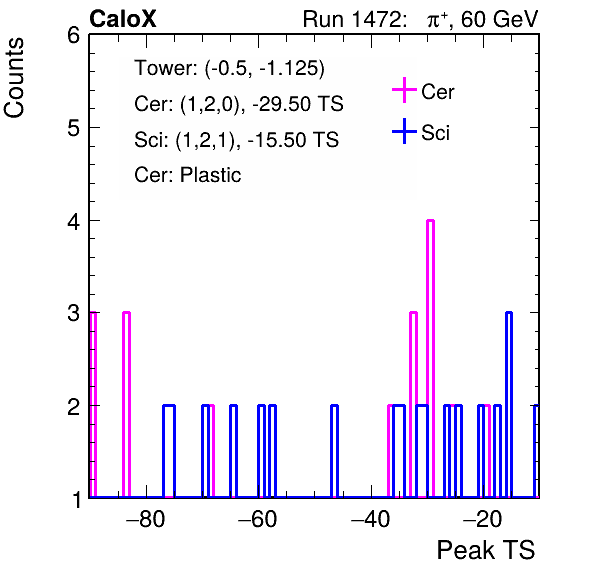 CaloX Run 1472: π⁺, 60 GeV
Counts
Tower: (-0.5, -1.125)
Cer: (1,2,0), -29.50 TS
Sci: (1,2,1), -15.50 TS
Cer: Plastic
Cer
Sci
6
5
4
3
2
1
−80 −60 −40 −20
Peak TS